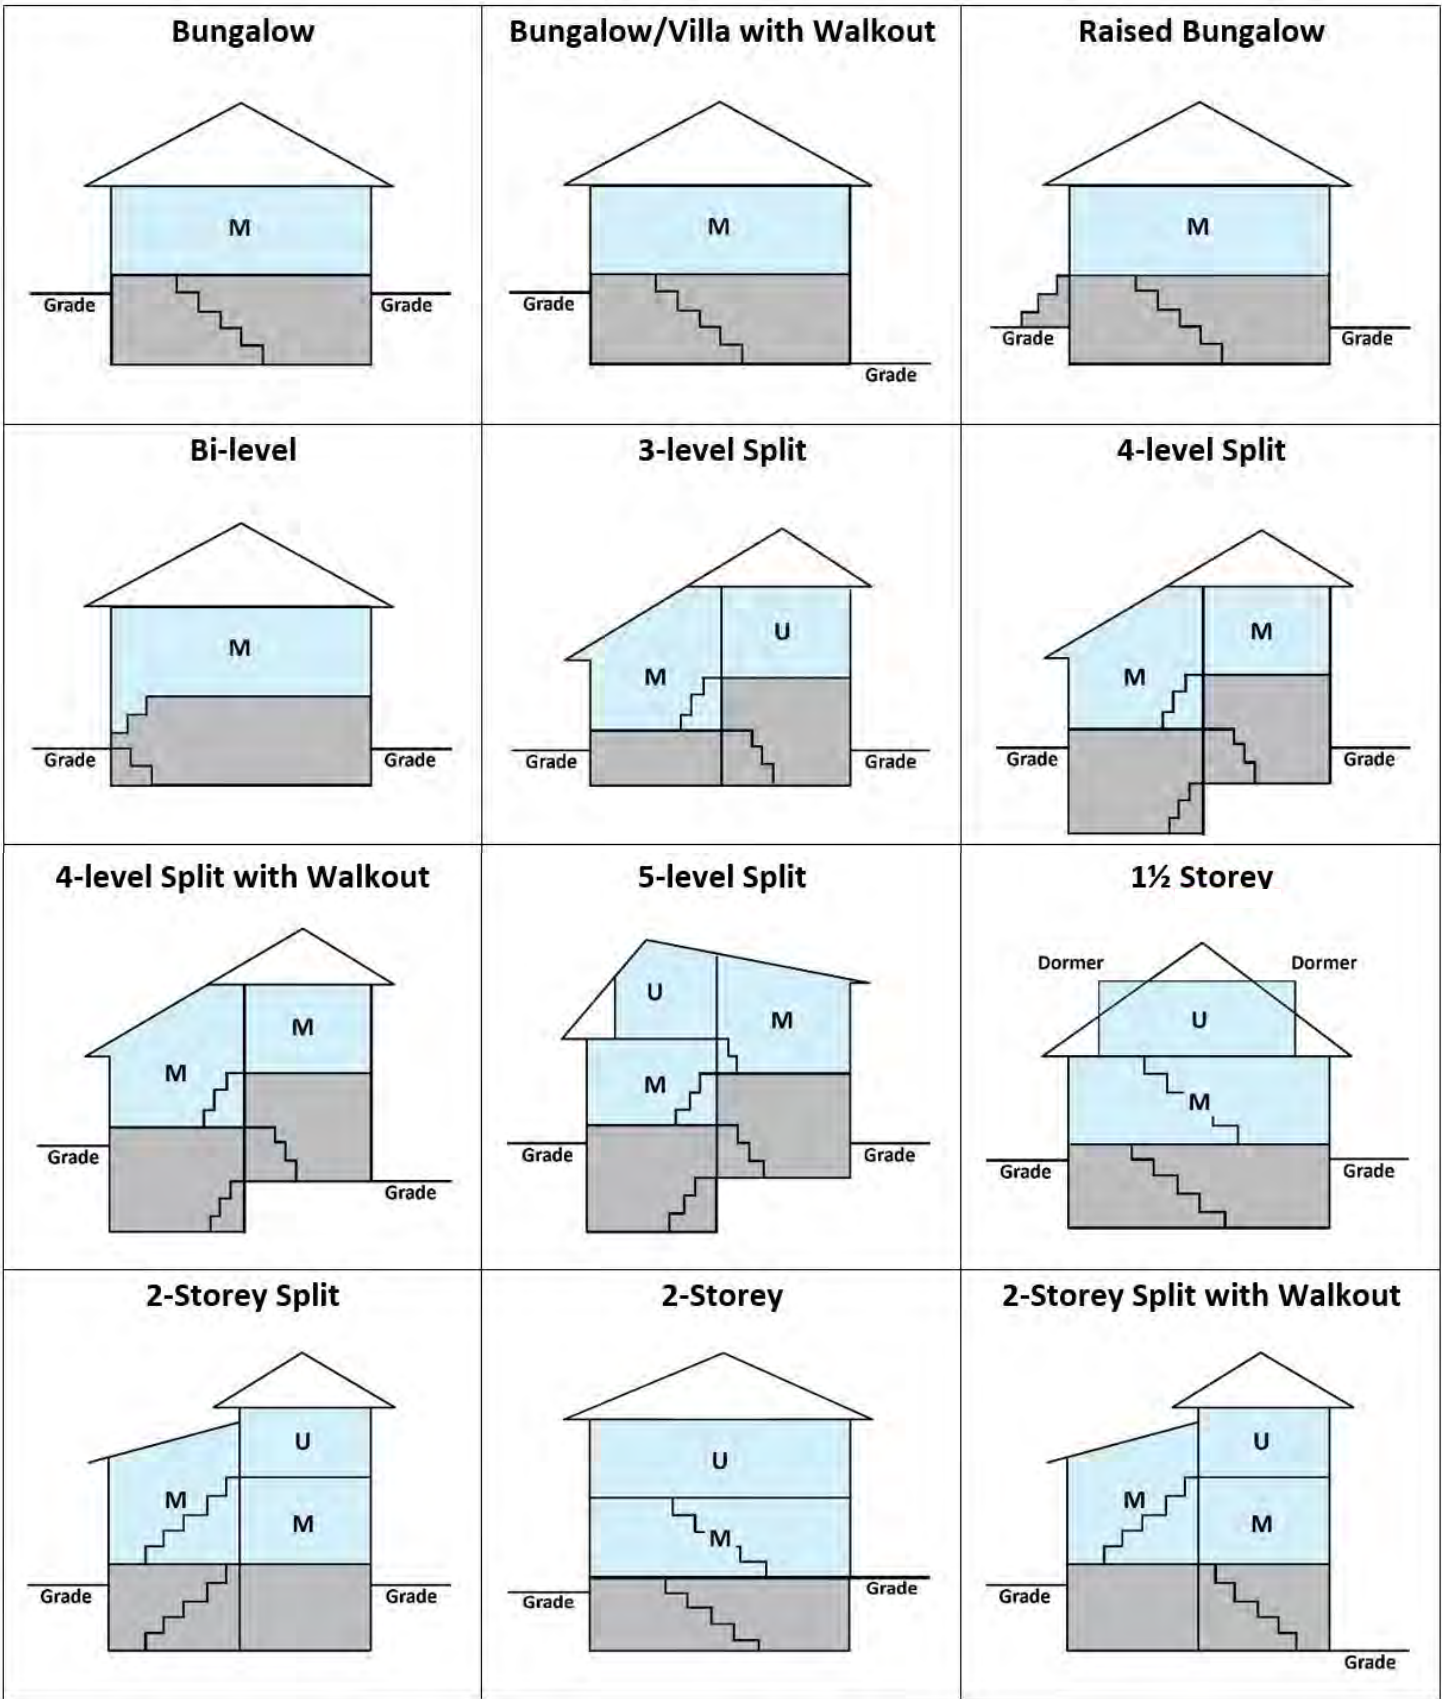 Bungalow
M
Grade
Grade
Bungalow/Villa with Walkout
M
Grade
Grade
Raised Bungalow
M
Grade
Grade
Bi-level
M
Grade
Grade
3-level Split
U
M
Grade
Grade
4-level Split
M
M
Grade
Grade
4-level Split with Walkout
M
M
Grade
Grade
5-level Split
U
M
M
Grade
Grade
1½ Storey
Dormer
Dormer
U
M
Grade
Grade
2-Storey Split
U
M
M
Grade
Grade
2-Storey
U
M
Grade
Grade
2-Storey Split with Walkout
U
M
M
Grade
Grade